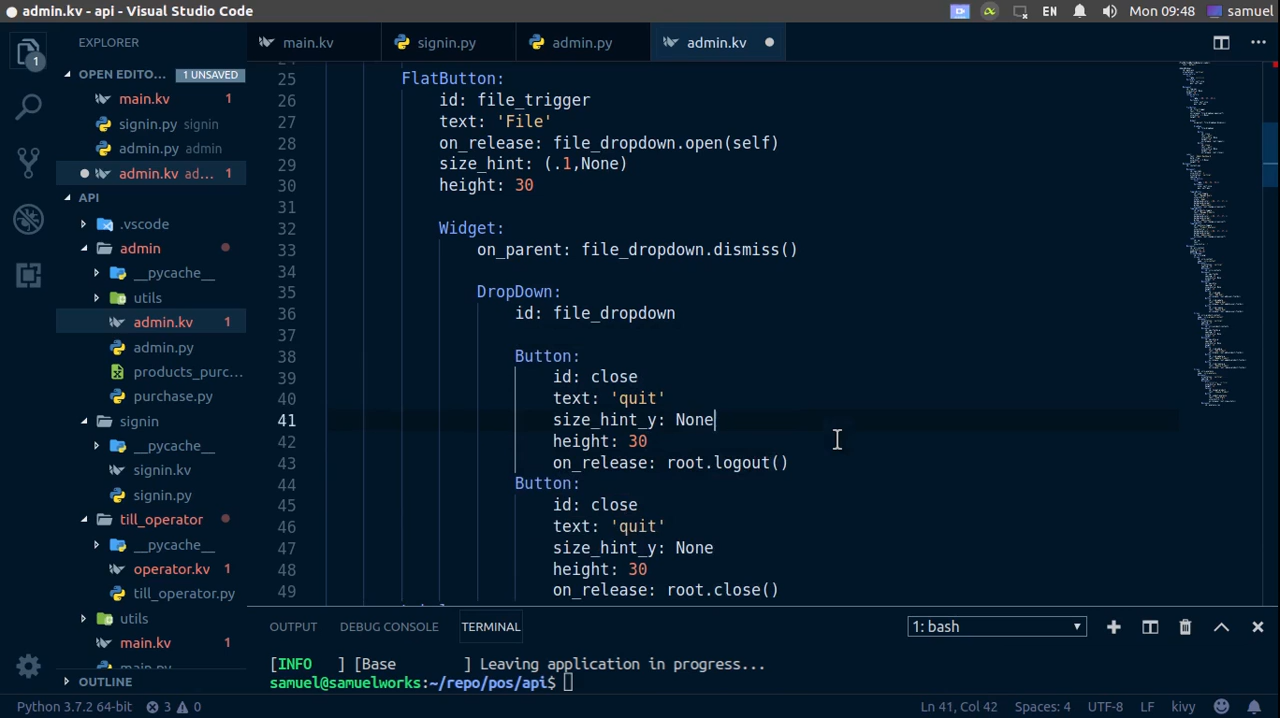 admin.kv - api - Visual Studio Code
EN
Mon 09:48
samuel
EXPLORER
OPEN EDITO... 1 UNSAVED
main.kv 1
signin.py signin
admin.py admin
admin.kv ad... 1
API
.vscode
admin
__pycache__
utils
admin.kv 1
admin.py
products_purc...
purchase.py
signin
__pycache__
signin.kv
signin.py
till_operator
__pycache__
operator.kv 1
till_operator.py
utils
main.kv 1
main.py
OUTLINE
1
main.kv
signin.py
admin.py
admin.kv
25 FlatButton:
26 id: file_trigger
27 text: 'File'
28 on_release: file_dropdown.open(self)
29 size_hint: (.1,None)
30 height: 30
31
32 Widget:
33 on_parent: file_dropdown.dismiss()
34
35 DropDown:
36 id: file_dropdown
37
38 Button:
39 id: close
40 text: 'quit'
41 size_hint_y: None
42 height: 30
43 on_release: root.logout()
44 Button:
45 id: close
46 text: 'quit'
47 size_hint_y: None
48 height: 30
49 on_release: root.close()
OUTPUT DEBUG CONSOLE TERMINAL 1: bash
[INFO ] [Base ] Leaving application in progress...
samuel@samuelworks:~/repo/pos/api$
Python 3.7.2 64-bit 3 0 Ln 41, Col 42 Spaces: 4 UTF-8 LF kivy